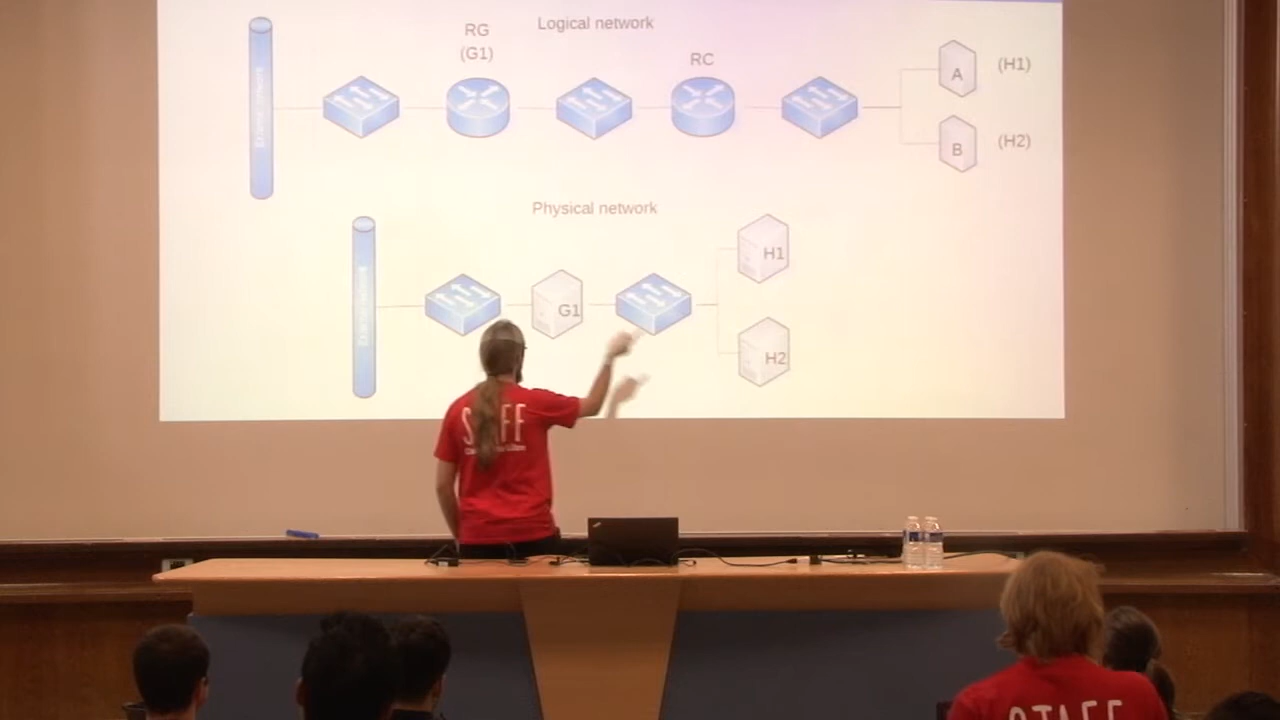 Logical network
RG
(G1)
RC
A
(H1)
B
(H2)
Physical network
H1
G1
H2
STAFF